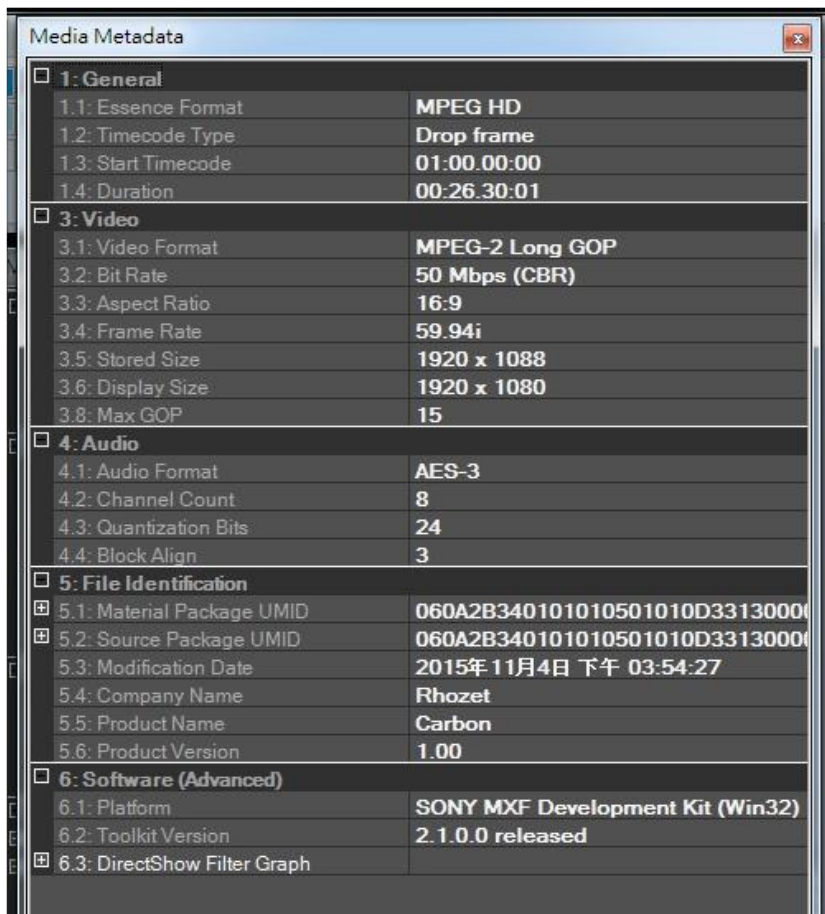 Media Metadata
1: General
1.1: Essence Format MPEG HD
1.2: Timecode Type Drop frame
1.3: Start Timecode 01:00.00:00
1.4: Duration 00:26.30:01
3: Video
3.1: Video Format MPEG-2 Long GOP
3.2: Bit Rate 50 Mbps (CBR)
3.3: Aspect Ratio 16:9
3.4: Frame Rate 59.94i
3.5: Stored Size 1920 x 1088
3.6: Display Size 1920 x 1080
3.8: Max GOP 15
4: Audio
4.1: Audio Format AES-3
4.2: Channel Count 8
4.3: Quantization Bits 24
4.4: Block Align 3
5: File Identification
5.1: Material Package UMID 060A2B340101010501010D33130000
5.2: Source Package UMID 060A2B340101010501010D33130000
5.3: Modification Date 2015年11月4日 下午 03:54:27
5.4: Company Name Rhozet
5.5: Product Name Carbon
5.6: Product Version 1.00
6: Software (Advanced)
6.1: Platform SONY MXF Development Kit (Win32)
6.2: Toolkit Version 2.1.0.0 released
6.3: DirectShow Filter Graph